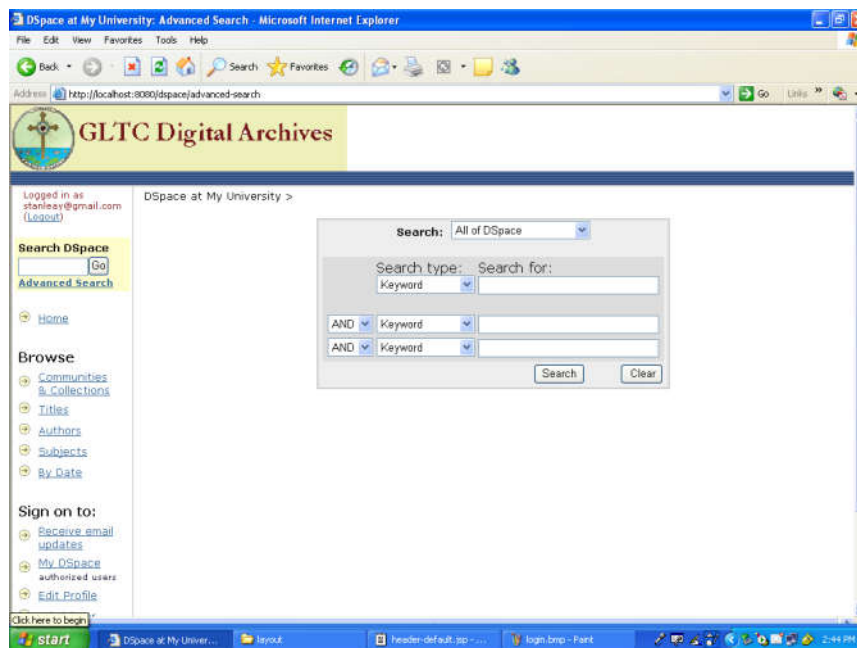 DSpace at My University: Advanced Search - Microsoft Internet Explorer
File Edit View Favorites Tools Help
Back Search Favorites
Address http://localhost:8080/dspace/advanced-search Go Links »
GLTC Digital Archives
Logged in as
stanleay@gmail.com
(Logout)
DSpace at My University >
Search: All of DSpace
Search DSpace
Go
Advanced Search
Search type: Search for:
Keyword
Home
AND Keyword
AND Keyword
Search Clear
Browse
Communities
& Collections
Titles
Authors
Subjects
By Date
Sign on to:
Receive email
updates
My DSpace
authorized users
Edit Profile
Click here to begin
start DSpace at My Univer... layout header-default.jsp - ... login.bmp - Paint 2:44 PM